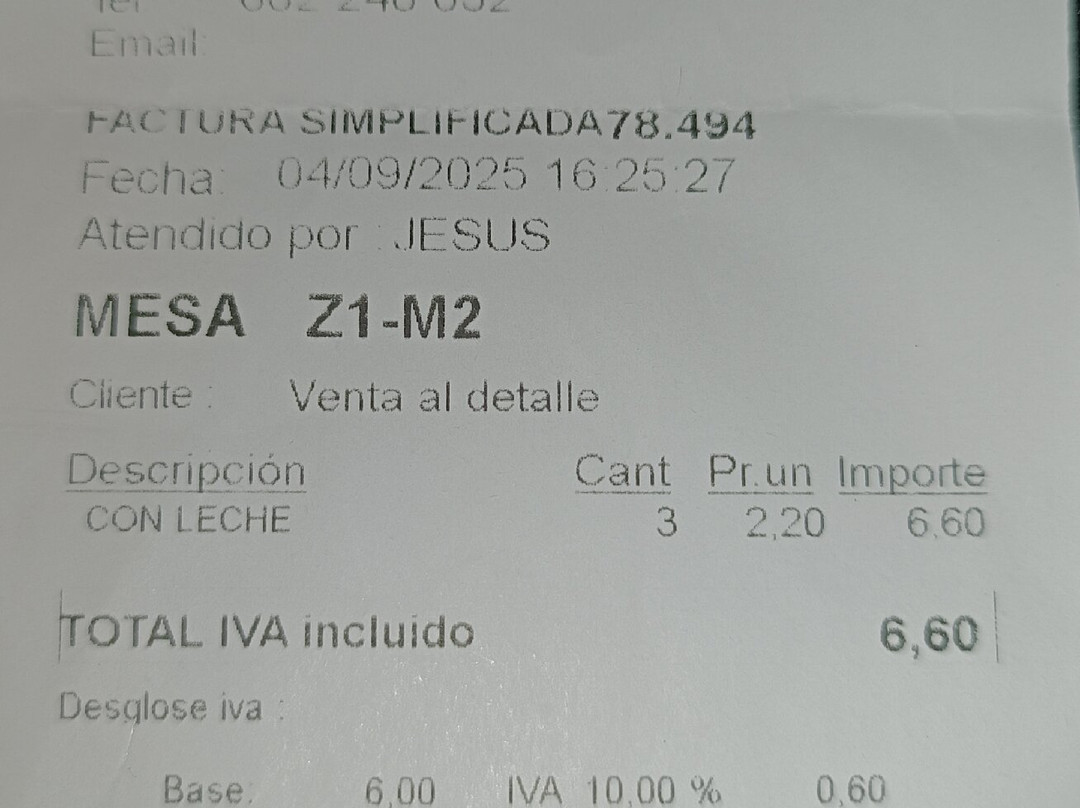 Email:
FACTURA SIMPLIFICADA78.494
Fecha: 04/09/2025 16:25:27
Atendido por : JESUS
MESA Z1-M2
Cliente : Venta al detalle
Descripción Cant Pr.un Importe
CON LECHE 3 2,20 6,60
TOTAL IVA incluido 6,60
Desglose iva :
Base: 6,00 IVA 10,00 % 0,60